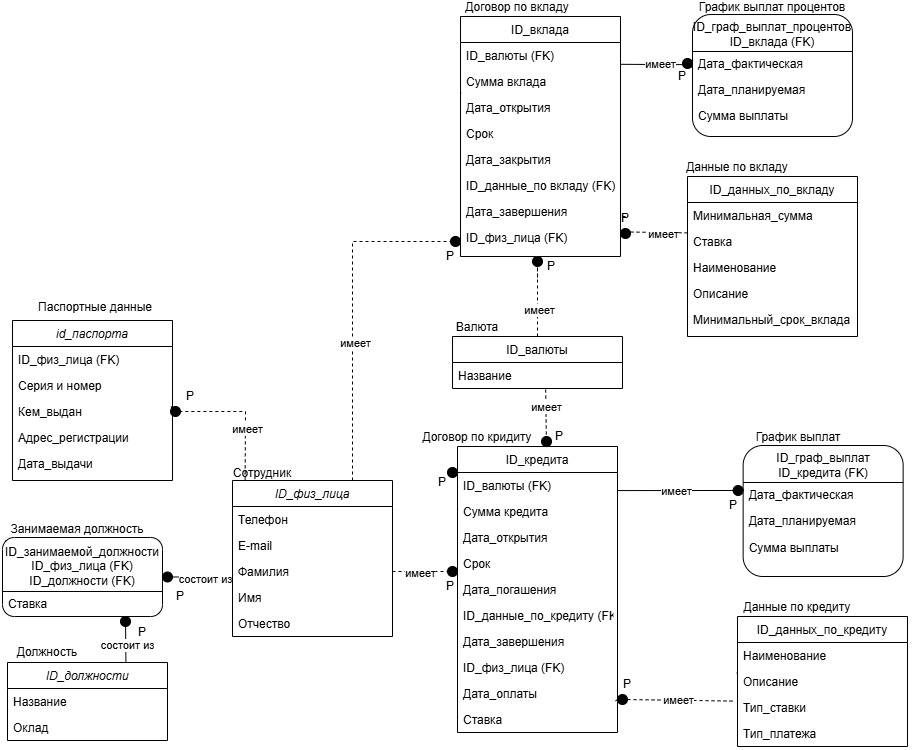 Договор по вкладу
ID_вклада
ID_валюты (FK)
Сумма вклада
Дата_открытия
Срок
Дата_закрытия
ID_данные_по вкладу (FK)
Дата_завершения
ID_физ_лица (FK)
График выплат процентов
ID_граф_выплат_процентов
ID_вклада (FK)
Дата_фактическая
Дата_планируемая
Сумма выплаты
имеет
P
Данные по вкладу
ID_данных_по_вкладу
Минимальная_сумма
Ставка
Наименование
Описание
Минимальный_срок_вклада
P
имеет
P
P
имеет
имеет
Валюта
ID_валюты
Название
имеет
P
Паспортные данные
id_паспорта
ID_физ_лица (FK)
Серия и номер
Кем_выдан
Адрес_регистрации
Дата_выдачи
P
имеет
Сотрудник
ID_физ_лица
Телефон
E-mail
Фамилия
Имя
Отчество
Договор по кридиту
ID_кредита
ID_валюты (FK)
Сумма кредита
Дата_открытия
Срок
Дата_погашения
ID_данные_по_кредиту (FK
Дата_завершения
ID_физ_лица (FK)
Дата_оплаты
Ставка
P
имеет
P
График выплат
ID_граф_выплат
ID_кредита (FK)
Дата_фактическая
Дата_планируемая
Сумма выплаты
имеет
P
Данные по кредиту
ID_данных_по_кредиту
Наименование
Описание
Тип_ставки
Тип_платежа
P
имеет
Занимаемая должность
ID_занимаемой_должности
ID_физ_лица (FK)
ID_должности (FK)
Ставка
состоит из
P
P
состоит из
Должность
ID_должности
Название
Оклад